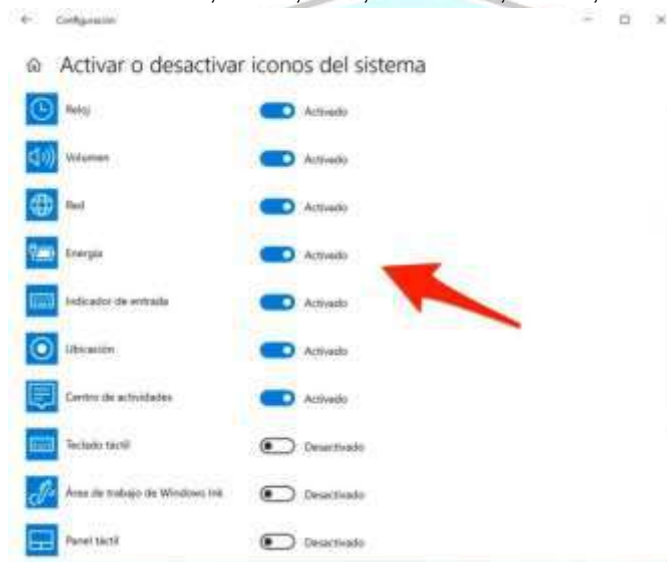 Configuración
Activar o desactivar iconos del sistema
Reloj Activado
Volumen Activado
Red Activado
Energía Activado
Indicador de entrada Activado
Ubicación Activado
Centro de actividades Activado
Teclado táctil Desactivado
Área de trabajo de Windows Ink Desactivado
Panel táctil Desactivado